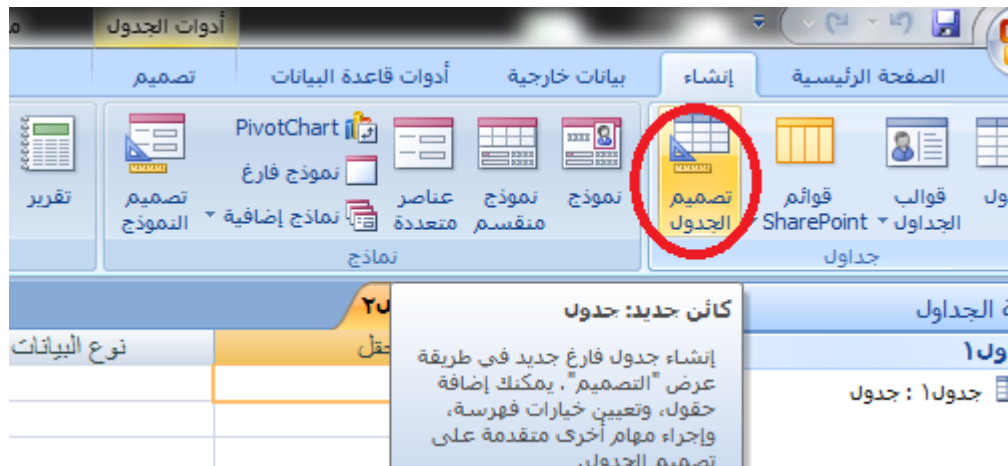 أدوات الجدول
الصفحة الرئيسية
إنشاء
بيانات خارجية
أدوات قاعدة البيانات
تصميم
قوالب
الجداول
قوائم
SharePoint
تصميم
الجدول
نموذج
نموذج
منقسم
عناصر
متعددة
PivotChart
نموذج فارغ
نماذج إضافية
تصميم
النموذج
تقرير
جداول
نماذج
كائن جديد: جدول
إنشاء جدول فارغ جديد في طريقة
عرض "التصميم". يمكنك إضافة
حقول، وتعيين خيارات فهرسة،
وإجراء مهام أخرى متقدمة على
تصميم الجدول.
نوع البيانات
جدول١ : جدول
الجداول